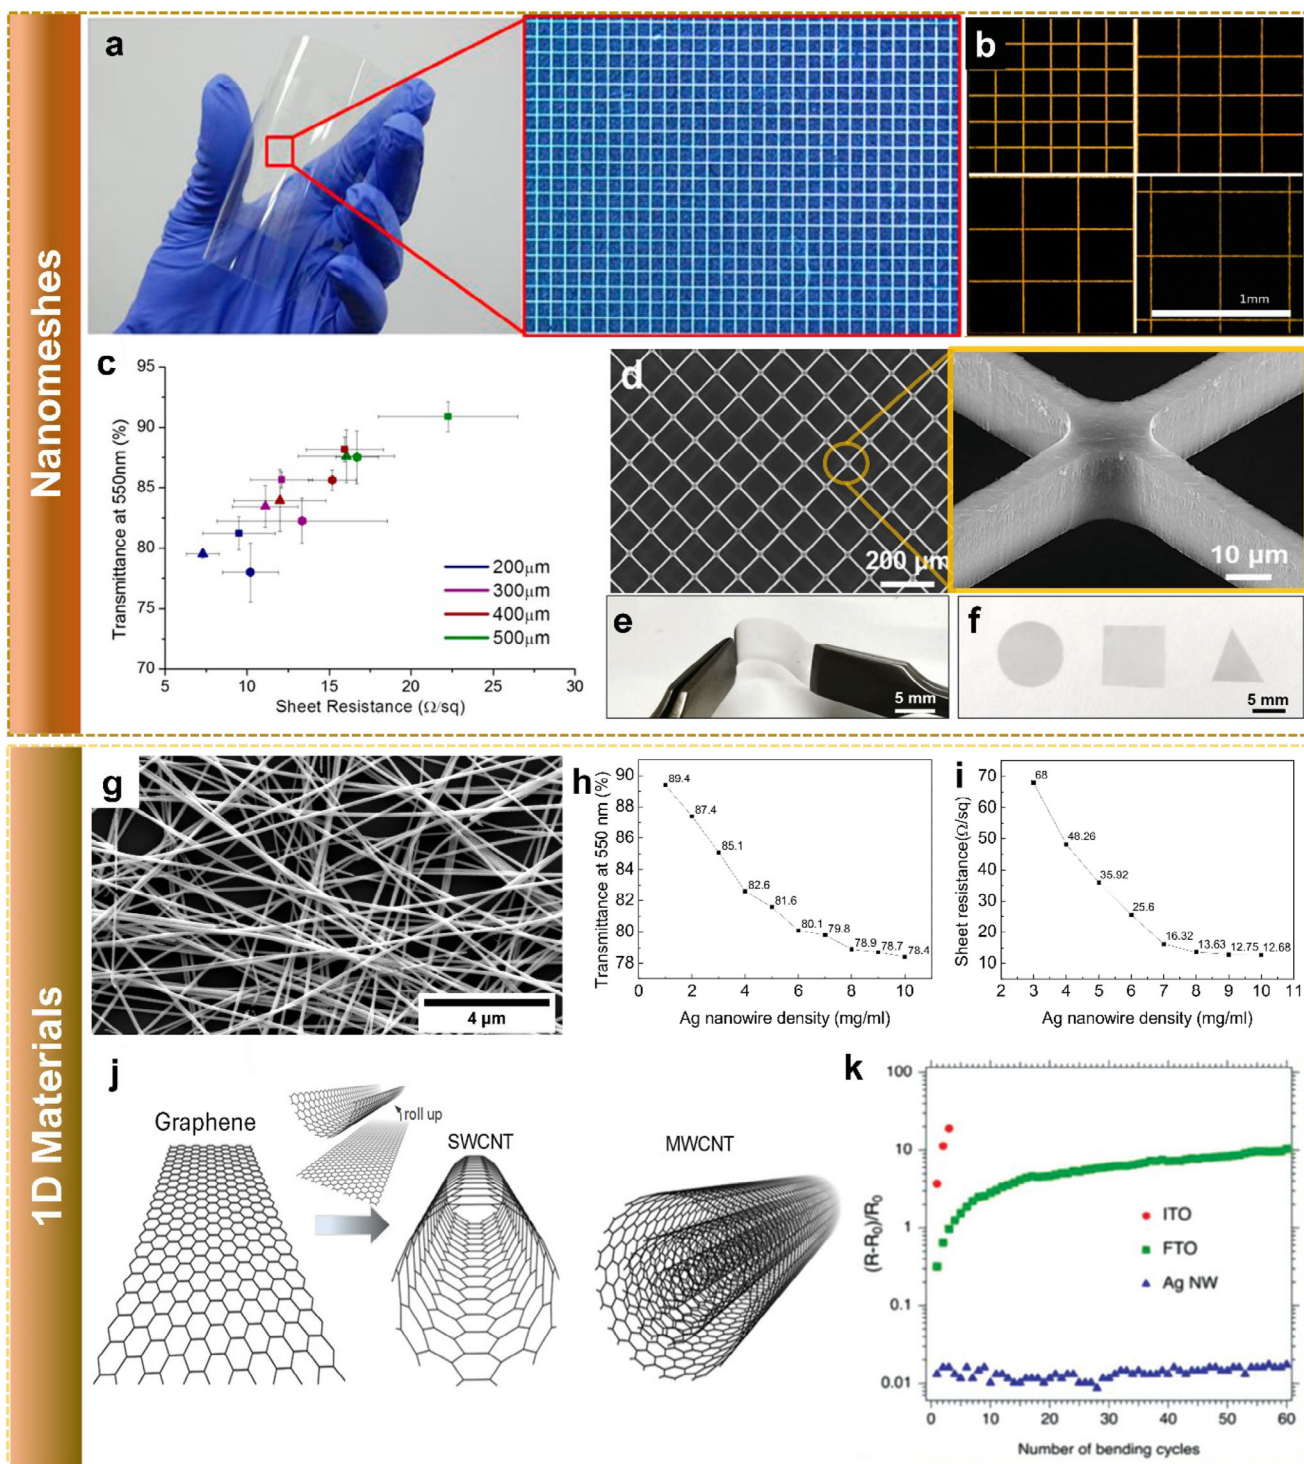 Nanomeshes
a
b
1mm
c
Transmittance at 550nm (%)
95
90
85
80
75
70
5
10
15
20
25
30
Sheet Resistance (Ω/sq)
200μm
300μm
400μm
500μm
d
200 μm
10 μm
e
5 mm
f
5 mm
1D Materials
g
4 μm
h
Transmittance at 550 nm (%)
90
88
86
84
82
80
78
89.4
87.4
85.1
82.6
81.6
80.1
79.8
78.9
78.7
78.4
0
2
4
6
8
10
Ag nanowire density (mg/ml)
i
Sheet resistance(Ω/sq)
70
60
50
40
30
20
10
68
48.26
35.92
25.6
16.32
13.63
12.75
12.68
2
3
4
5
6
7
8
9
10
11
Ag nanowire density (mg/ml)
j
Graphene
roll up
SWCNT
MWCNT
k
(R-R0)/R0
100
10
1
0.1
0.01
ITO
FTO
Ag NW
0
10
20
30
40
50
60
Number of bending cycles